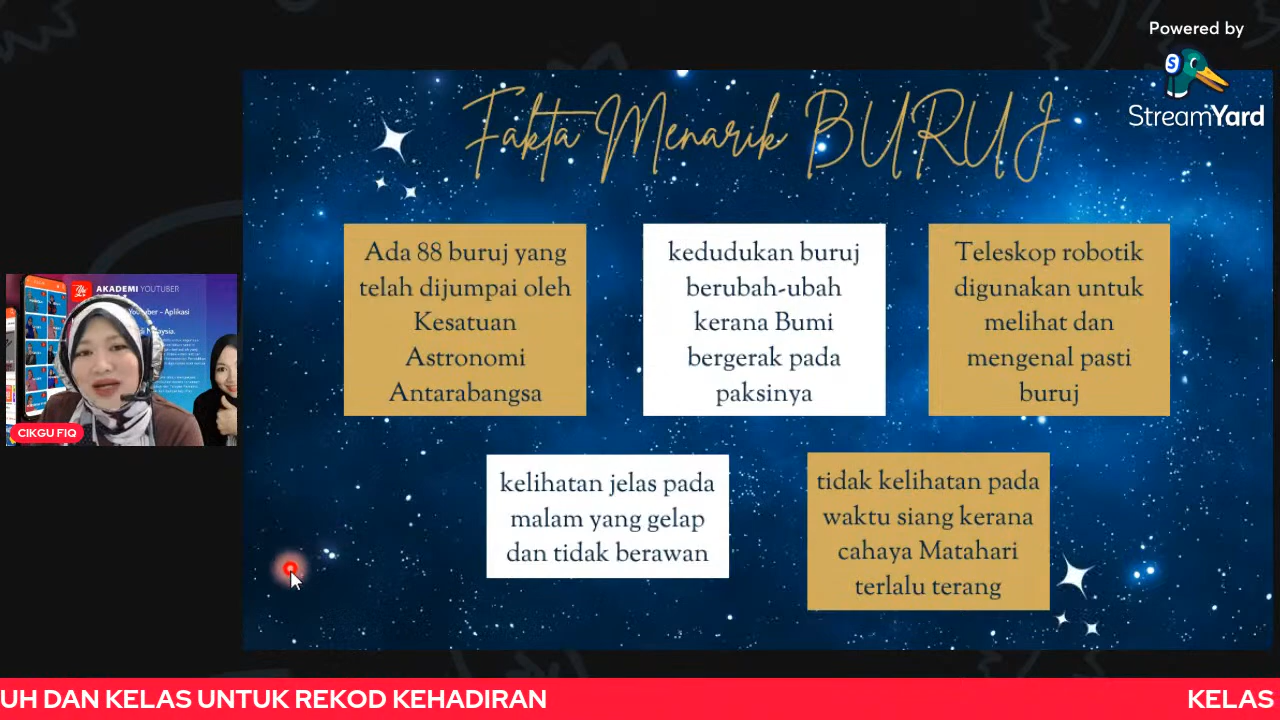 Powered by
StreamYard
Fakta Menarik BURUJ
Ada 88 buruj yang
telah dijumpai oleh
Kesatuan
Astronomi
Antarabangsa
kedudukan buruj
berubah-ubah
kerana Bumi
bergerak pada
paksinya
Teleskop robotik
digunakan untuk
melihat dan
mengenal pasti
buruj
kelihatan jelas pada
malam yang gelap
dan tidak berawan
tidak kelihatan pada
waktu siang kerana
cahaya Matahari
terlalu terang
AKADEMI YOUTUBER
CIKGU FIQ
UH DAN KELAS UNTUK REKOD KEHADIRAN
KELAS